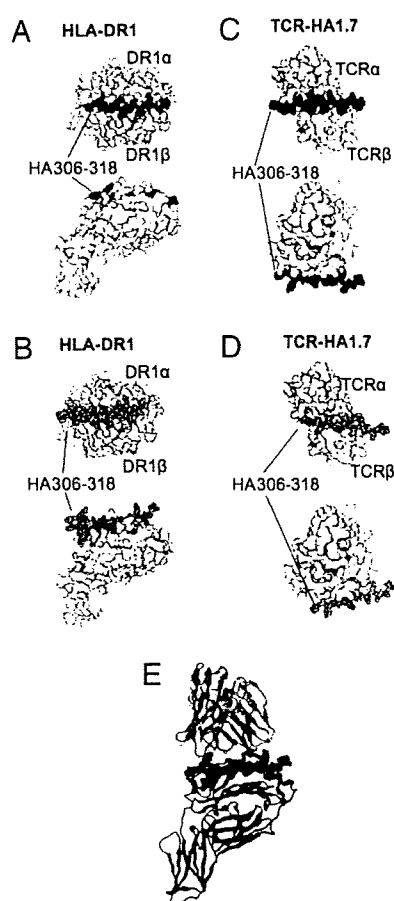 A
HLA-DR1
DR1α
HA306-318
DR1β
C
TCR-HA1.7
TCRα
HA306-318
TCRβ
B
HLA-DR1
DR1α
HA306-318
DR1β
D
TCR-HA1.7
TCRα
HA306-318
TCRβ
E